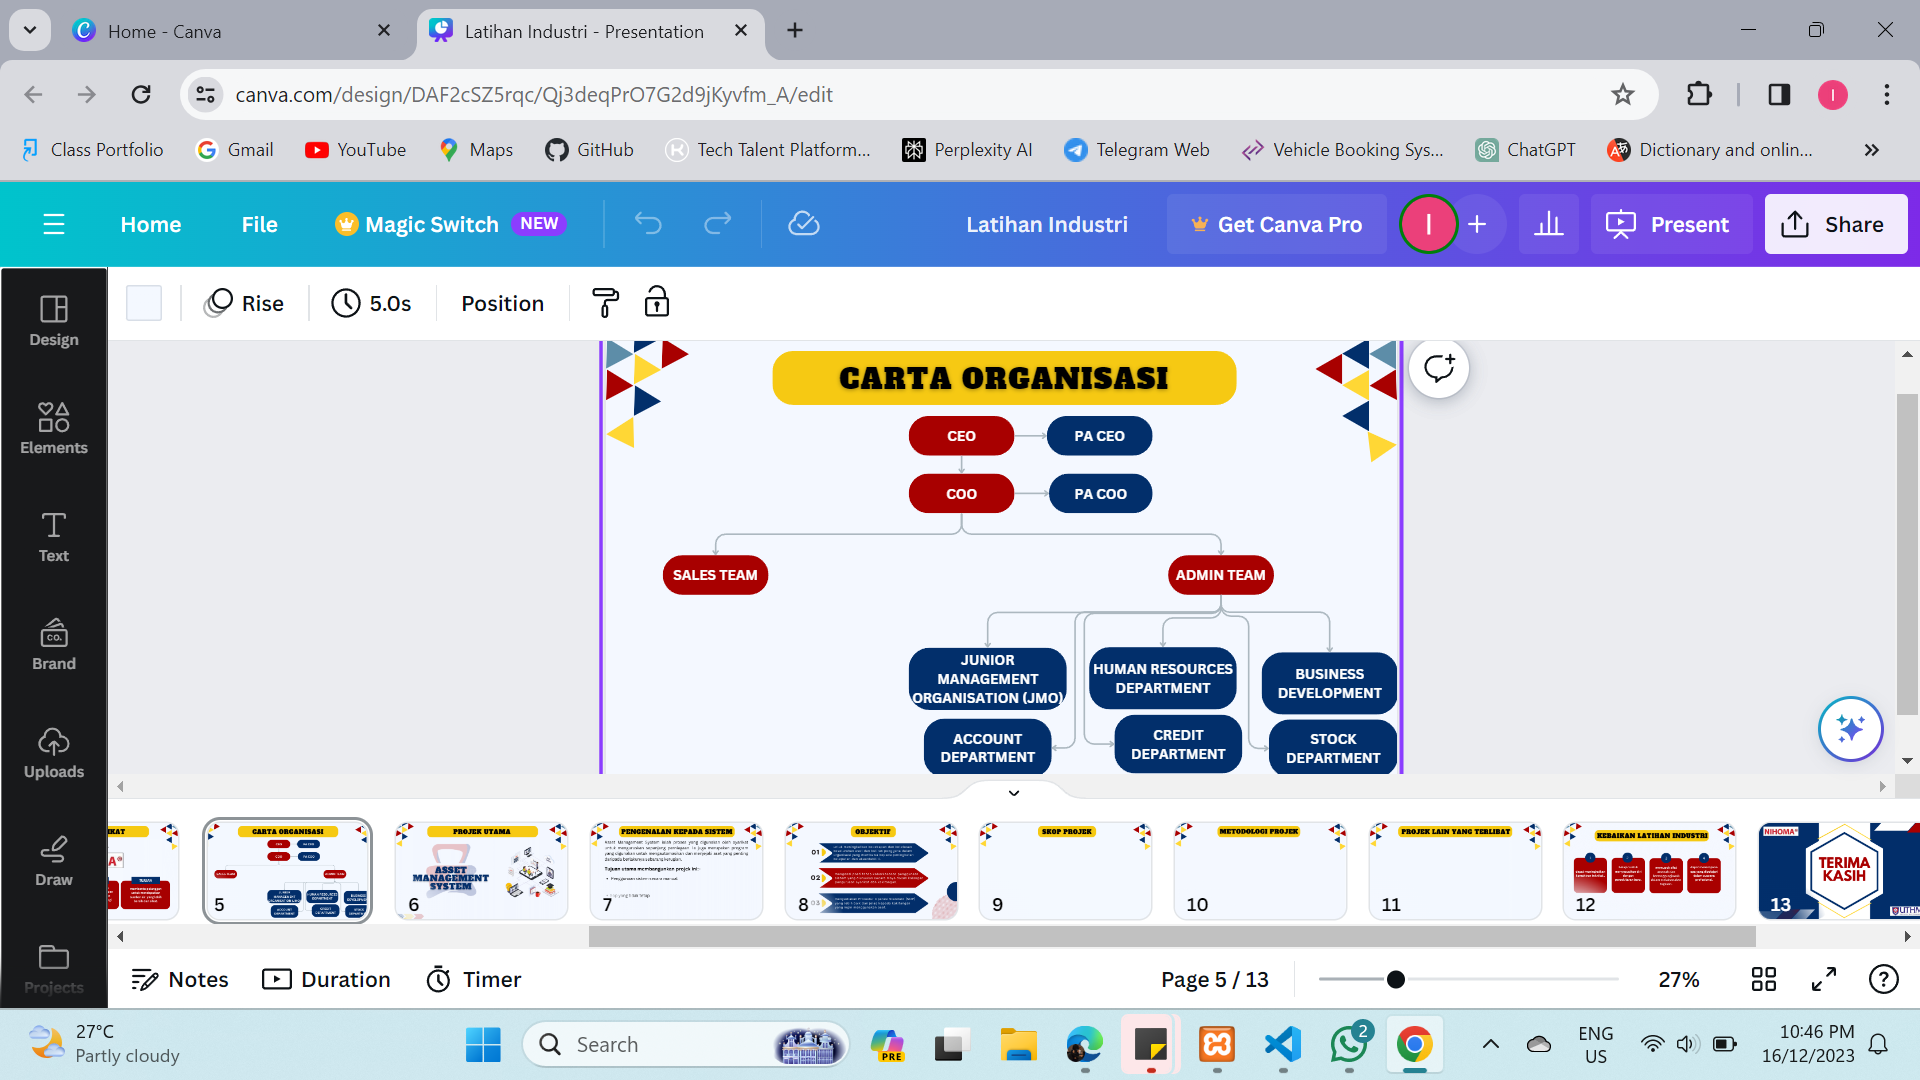 Home - Canva
Latihan Industri - Presentation
canva.com/design/DAF2cSZ5rqc/Qj3deqPrO7G2d9jKyvfm_A/edit
Class Portfolio
Gmail
YouTube
Maps
GitHub
Tech Talent Platform...
Perplexity AI
Telegram Web
Vehicle Booking Sys...
ChatGPT
Dictionary and onlin...
Home
File
Magic Switch
NEW
Latihan Industri
Get Canva Pro
I
Present
Share
Rise
5.0s
Position
Design
Elements
Text
Brand
Uploads
Draw
Projects
CARTA ORGANISASI
CEO
PA CEO
COO
PA COO
SALES TEAM
ADMIN TEAM
JUNIOR
MANAGEMENT
ORGANISATION (JMO)
HUMAN RESOURCES
DEPARTMENT
BUSINESS
DEVELOPMENT
ACCOUNT
DEPARTMENT
CREDIT
DEPARTMENT
STOCK
DEPARTMENT
CARTA ORGANISASI
5
PROJEK UTAMA
ASSET
MANAGEMENT
SYSTEM
6
PENGENALAN KEPADA SISTEM
7
OBJEKTIF
01
02
03
8
SKOP PROJEK
9
METODOLOGI PROJEK
10
PROJEK LAIN YANG TERLIBAT
11
KEBAIKAN LATIHAN INDUSTRI
12
NIHOMA
TERIMA
KASIH
UTHM
13
Notes
Duration
Timer
Page 5 / 13
27%
27°C
Partly cloudy
Search
PRE
2
ENG
US
10:46 PM
16/12/2023